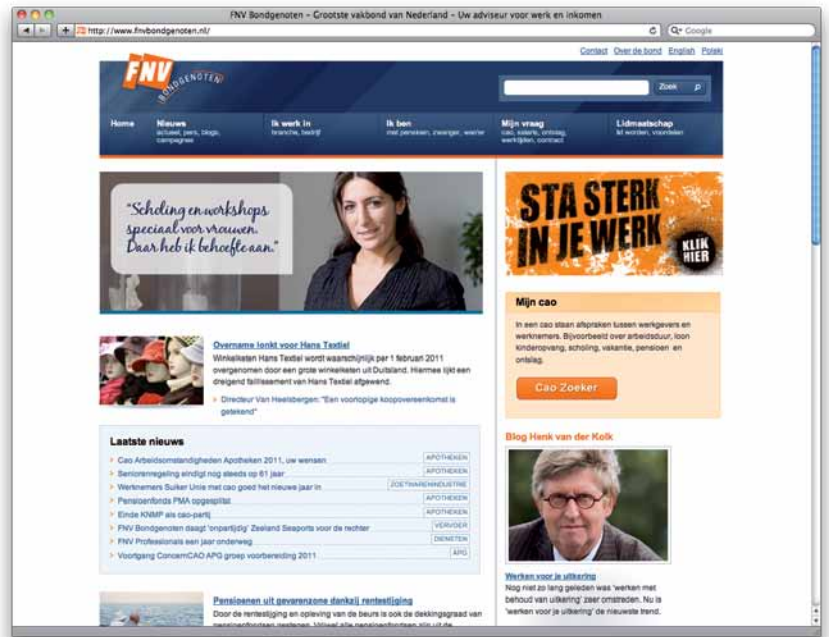 FNV Bondgenoten – Grootste vakbond van Nederland – Uw adviseur voor werk en inkomen
http://www.fnvbondgenoten.nl/
Google
Contact Over de bond English Polski
FNV
BONDGENOTEN
Zoek
Home
Nieuws
actueel, pers, blogs,
campagnes
Ik werk in
branche, bedrijf
Ik ben
met pensioen, zwanger, werker
Mijn vraag
cao, salaris, ontslag,
werktijden, contract
Lidmaatschap
lid worden, voordelen
"Scholing en workshops
speciaal voor vrouwen.
Daar heb ik behoefte aan."
STA STERK
IN JE WERK
KLIK
HIER
Overname lonkt voor Hans Textiel
Winkelketen Hans Textiel wordt waarschijnlijk per 1 februari 2011
overgenomen door een grote winkelketen uit Duitsland. Hiermee lijkt een
dreigend faillissement van Hans Textiel afgewend.
Directeur Van Heelsbergen: "Een voorlopige koopovereenkomst is
getekend"
Laatste nieuws
Cao Arbeidsomstandigheden Apotheken 2011, uw wensen APOTHEKEN
Seniorenregeling eindigt nog steeds op 61 jaar APOTHEKEN
Werknemers Suiker Unie met cao goed het nieuwe jaar in ZOETWARENINDUSTRIE
Pensioenfonds PMA opgesplitst APOTHEKEN
Einde KNMP als cao-partij APOTHEKEN
FNV Bondgenoten daagt 'onpartijdig' Zeeland Seaports voor de rechter VERVOER
FNV Professionals een jaar onderweg DIENSTEN
Voortgang ConcernCAO APG groep voorbereiding 2011 APG
Pensioenen uit gevarenzone dankzij rentestijging
Door de rentestijging en opleving van de beurs is ook de dekkingsgraad van
Mijn cao
In een cao staan afspraken tussen werkgevers en
werknemers. Bijvoorbeeld over arbeidsduur, loon
kinderopvang, scholing, vakantie, pensioen en
ontslag.
Cao Zoeker
Blog Henk van der Kolk
Werken voor je uitkering
Nog niet zo lang geleden was 'werken met
behoud van uitkering' zeer omstreden. Nu is
'werken voor je uitkering' de nieuwste trend.